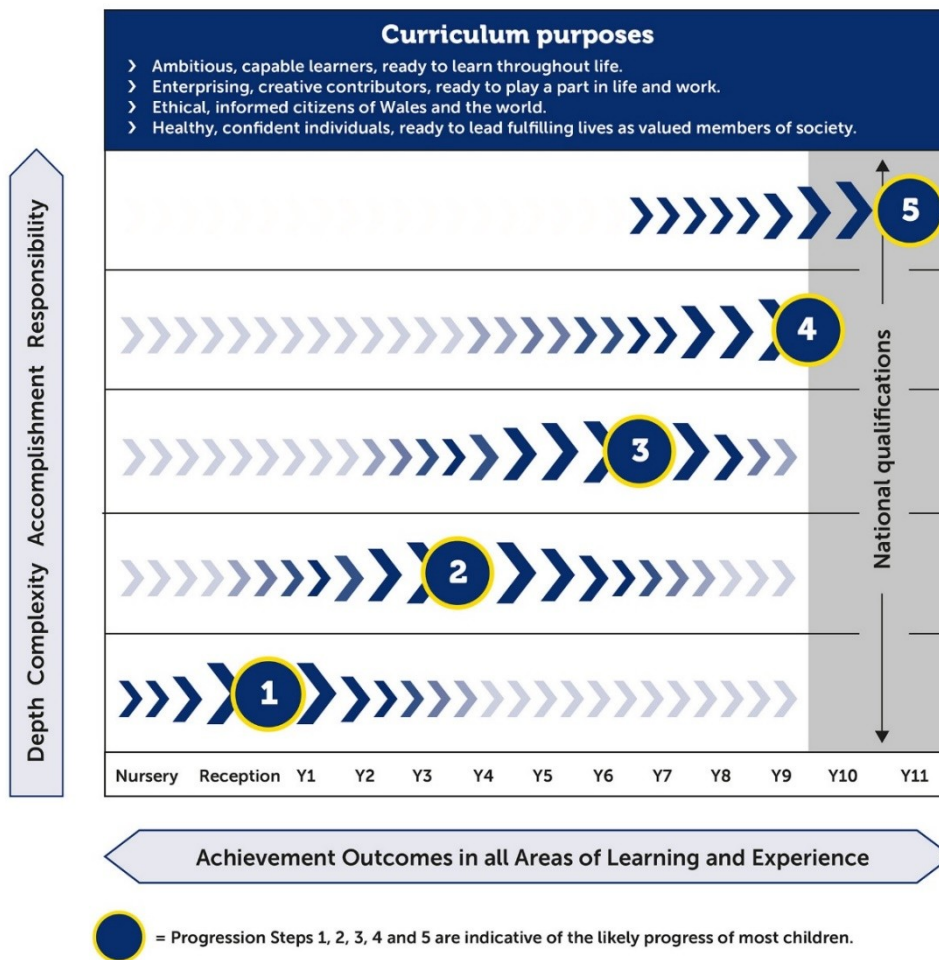 Curriculum purposes
› Ambitious, capable learners, ready to learn throughout life.
› Enterprising, creative contributors, ready to play a part in life and work.
› Ethical, informed citizens of Wales and the world.
› Healthy, confident individuals, ready to lead fulfilling lives as valued members of society.
Depth Complexity Accomplishment Responsibility
5
4
3
2
1
National qualifications
Nursery Reception Y1 Y2 Y3 Y4 Y5 Y6 Y7 Y8 Y9 Y10 Y11
Achievement Outcomes in all Areas of Learning and Experience
= Progression Steps 1, 2, 3, 4 and 5 are indicative of the likely progress of most children.